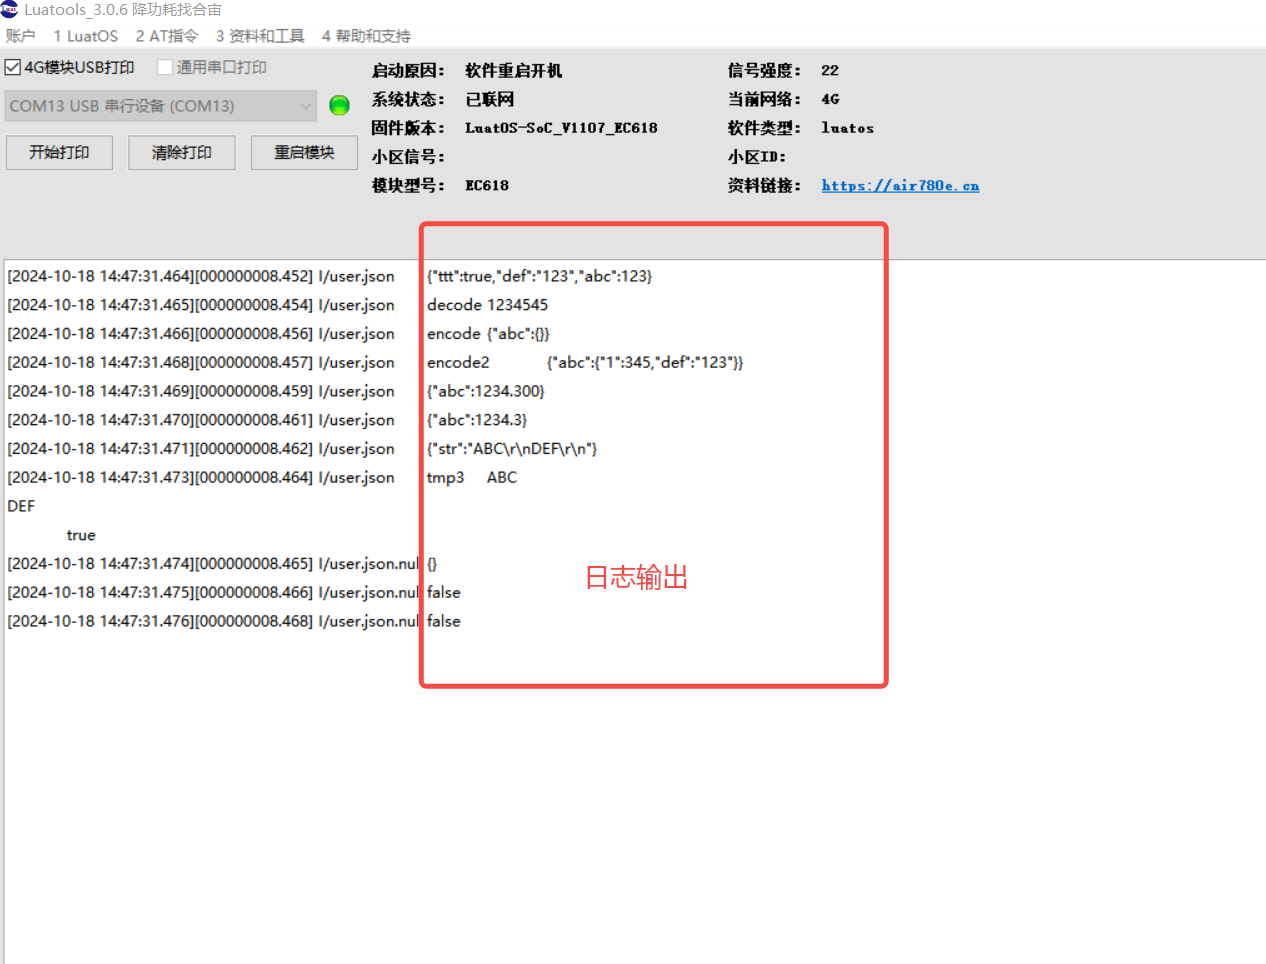 Luatools_3.0.6 降功耗找合宙
账户 1 LuatOS 2 AT指令 3 资料和工具 4 帮助和支持
4G模块USB打印 通用串口打印
COM13 USB 串行设备 (COM13)
开始打印 清除打印 重启模块
启动原因： 软件重启开机 信号强度： 22
系统状态： 已联网 当前网络： 4G
固件版本： LuatOS-SoC_V1107_EC618 软件类型： luatos
小区信号： 小区ID：
模块型号： EC618 资料链接： https://air780e.cn
[2024-10-18 14:47:31.464][000000008.452] I/user.json {"ttt":true,"def":"123","abc":123}
[2024-10-18 14:47:31.465][000000008.454] I/user.json decode 1234545
[2024-10-18 14:47:31.466][000000008.456] I/user.json encode {"abc":{}}
[2024-10-18 14:47:31.468][000000008.457] I/user.json encode2 {"abc":{"1":345,"def":"123"}}
[2024-10-18 14:47:31.469][000000008.459] I/user.json {"abc":1234.300}
[2024-10-18 14:47:31.470][000000008.461] I/user.json {"abc":1234.3}
[2024-10-18 14:47:31.471][000000008.462] I/user.json {"str":"ABC\r\nDEF\r\n"}
[2024-10-18 14:47:31.473][000000008.464] I/user.json tmp3 ABC
DEF
true
[2024-10-18 14:47:31.474][000000008.465] I/user.json.nul {}
[2024-10-18 14:47:31.475][000000008.466] I/user.json.nul false
[2024-10-18 14:47:31.476][000000008.468] I/user.json.nul false
日志输出